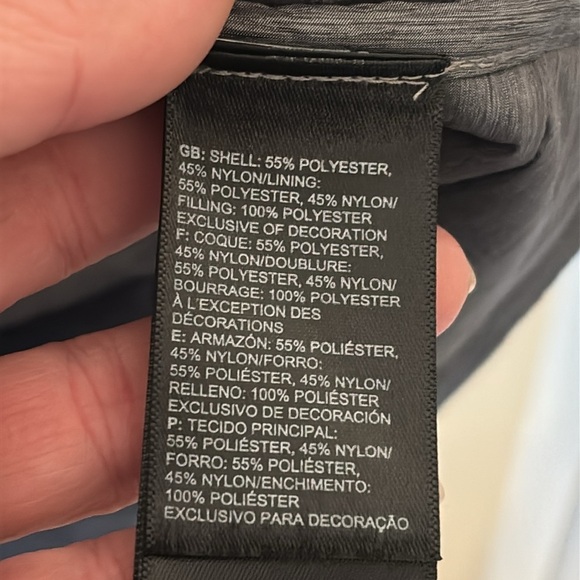 GB: SHELL: 55% POLYESTER,
45% NYLON/LINING:
55% POLYESTER, 45% NYLON/
FILLING: 100% POLYESTER
EXCLUSIVE OF DECORATION
F: COQUE: 55% POLYESTER,
45% NYLON/DOUBLURE:
55% POLYESTER, 45% NYLON/
BOURRAGE: 100% POLYESTER
À L'EXCEPTION DES
DÉCORATIONS
E: ARMAZÓN: 55% POLIÉSTER,
45% NYLON/FORRO:
55% POLIÉSTER, 45% NYLON/
RELLENO: 100% POLIÉSTER
EXCLUSIVO DE DECORACIÓN
P: TECIDO PRINCIPAL:
55% POLIÉSTER, 45% NYLON/
FORRO: 55% POLIÉSTER,
45% NYLON/ENCHIMENTO:
100% POLIÉSTER
EXCLUSIVO PARA DECORAÇÃO